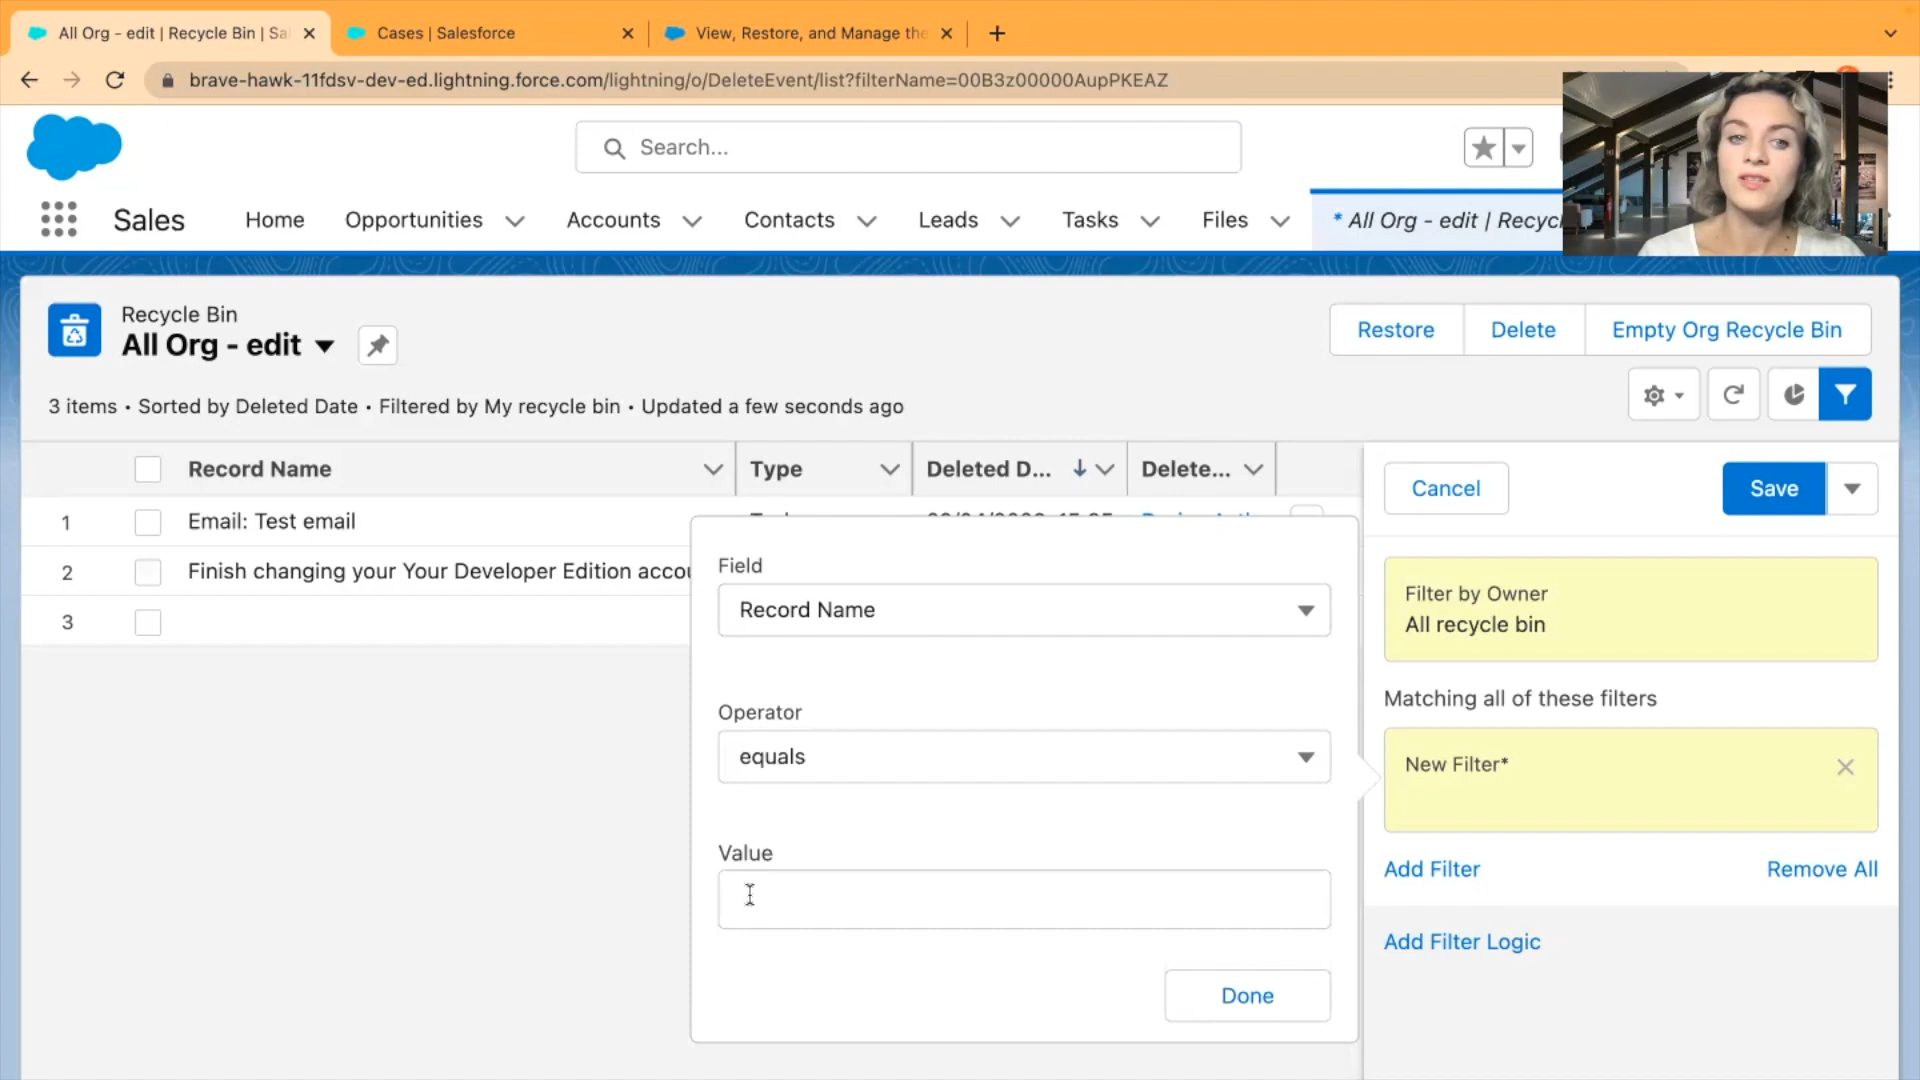 All Org - edit | Recycle Bin | Sa
Cases | Salesforce
View, Restore, and Manage the
brave-hawk-11fdsv-dev-ed.lightning.force.com/lightning/o/DeleteEvent/list?filterName=00B3z00000AupPKEAZ
Search...
Sales
Home
Opportunities
Accounts
Contacts
Leads
Tasks
Files
* All Org - edit | Recycl
Recycle Bin
All Org - edit
Restore
Delete
Empty Org Recycle Bin
3 items • Sorted by Deleted Date • Filtered by My recycle bin • Updated a few seconds ago
Record Name
Type
Deleted D...
Delete...
Cancel
Save
1
Email: Test email
2
Finish changing your Your Developer Edition accou
3
Field
Record Name
Operator
equals
Value
Done
Filter by Owner
All recycle bin
Matching all of these filters
New Filter*
Add Filter
Remove All
Add Filter Logic